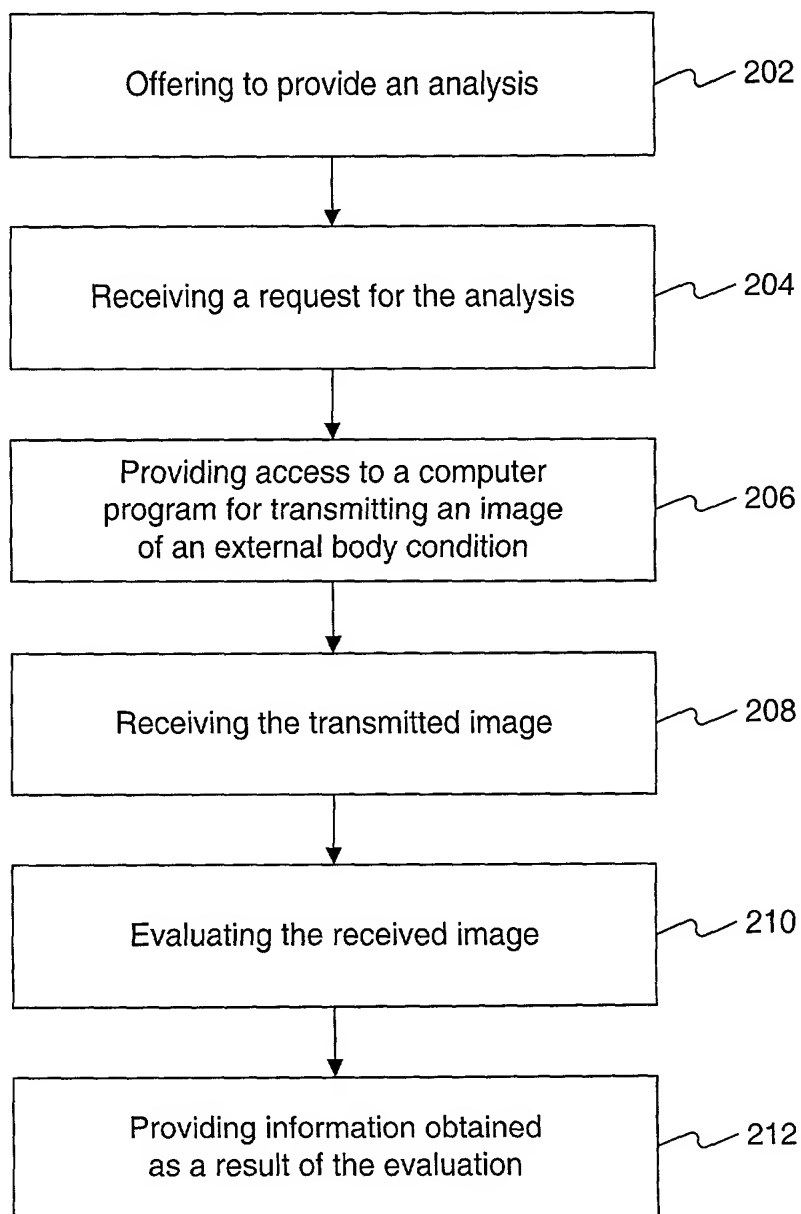 Offering to provide an analysis
202
Receiving a request for the analysis
204
Providing access to a computer
program for transmitting an image
of an external body condition
206
Receiving the transmitted image
208
Evaluating the received image
210
Providing information obtained
as a result of the evaluation
212